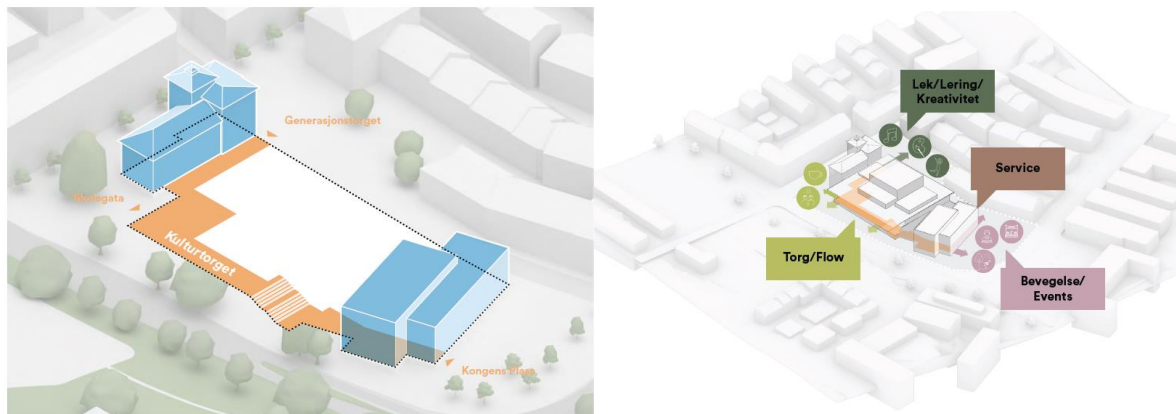 Generasjonstorget
Kulturtorget
Kongens Plass
Lek/Lering/
Kreativitet
Service
Torg/Flow
Bevegelse/
Events